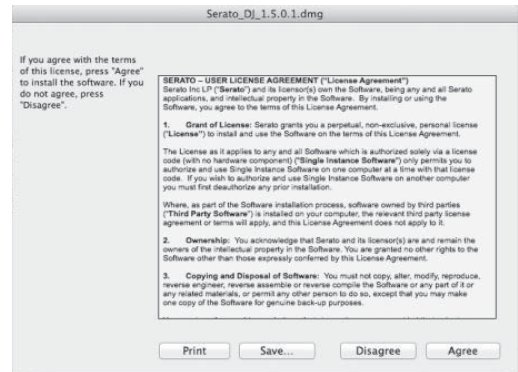 Serato_DJ_1.5.0.1.dmg
If you agree with the terms
of this license, press "Agree"
to install the software. If you
do not agree, press
"Disagree".
SERATO – USER LICENSE AGREEMENT ("License Agreement")
Serato Inc LP ("Serato") and its licensor(s) own the Software, being any and all Serato
applications, and intellectual property in the Software. By installing or using the
Software, you agree to the terms of this License Agreement.
1. Grant of License: Serato grants you a perpetual, non-exclusive, personal license
("License") to install and use the Software on the terms of this License Agreement.
The License as it applies to any and all Software which is authorized solely via a license
code (with no hardware component) ("Single Instance Software") only permits you to
authorize and use Single Instance Software on one computer at a time with that license
code. If you wish to authorize and use Single Instance Software on another computer
you must first deauthorize any prior installation.
Where, as part of the Software installation process, software owned by third parties
("Third Party Software") is installed on your computer, the relevant third party license
agreement or terms will apply, and this License Agreement does not apply to it.
2. Ownership: You acknowledge that Serato and its licensor(s) are and remain the
owners of the intellectual property in the Software. You are granted no other rights to the
Software other than those expressly conferred by this License Agreement.
3. Copying and Disposal of Software: You must not copy, alter, modify, reproduce,
reverse engineer, reverse assemble or reverse compile the Software or any part of it or
any related materials, or permit any other person to do so, except that you may make
one copy of the Software for genuine back-up purposes.
Print Save... Disagree Agree